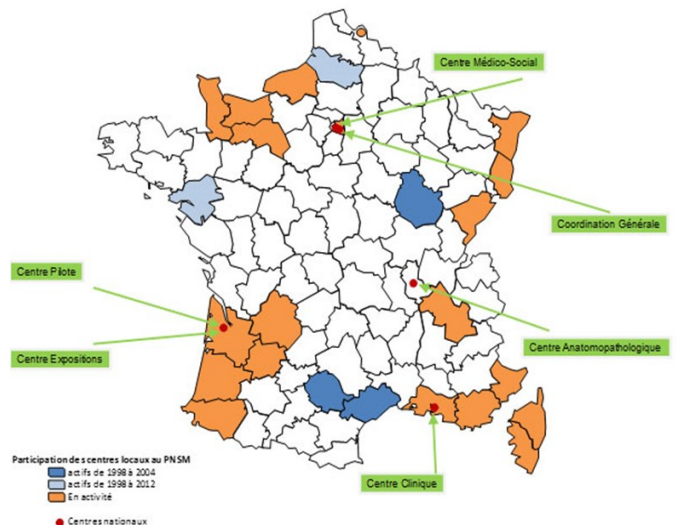 Centre Médico-Social
Coordination Générale
Centre Pilote
Centre Expositions
Centre Anatomopathologique
Centre Clinique
Participation des centres locaux au PNSM
actifs de 1998 à 2004
actifs de 1998 à 2012
En activité
Centres nationaux